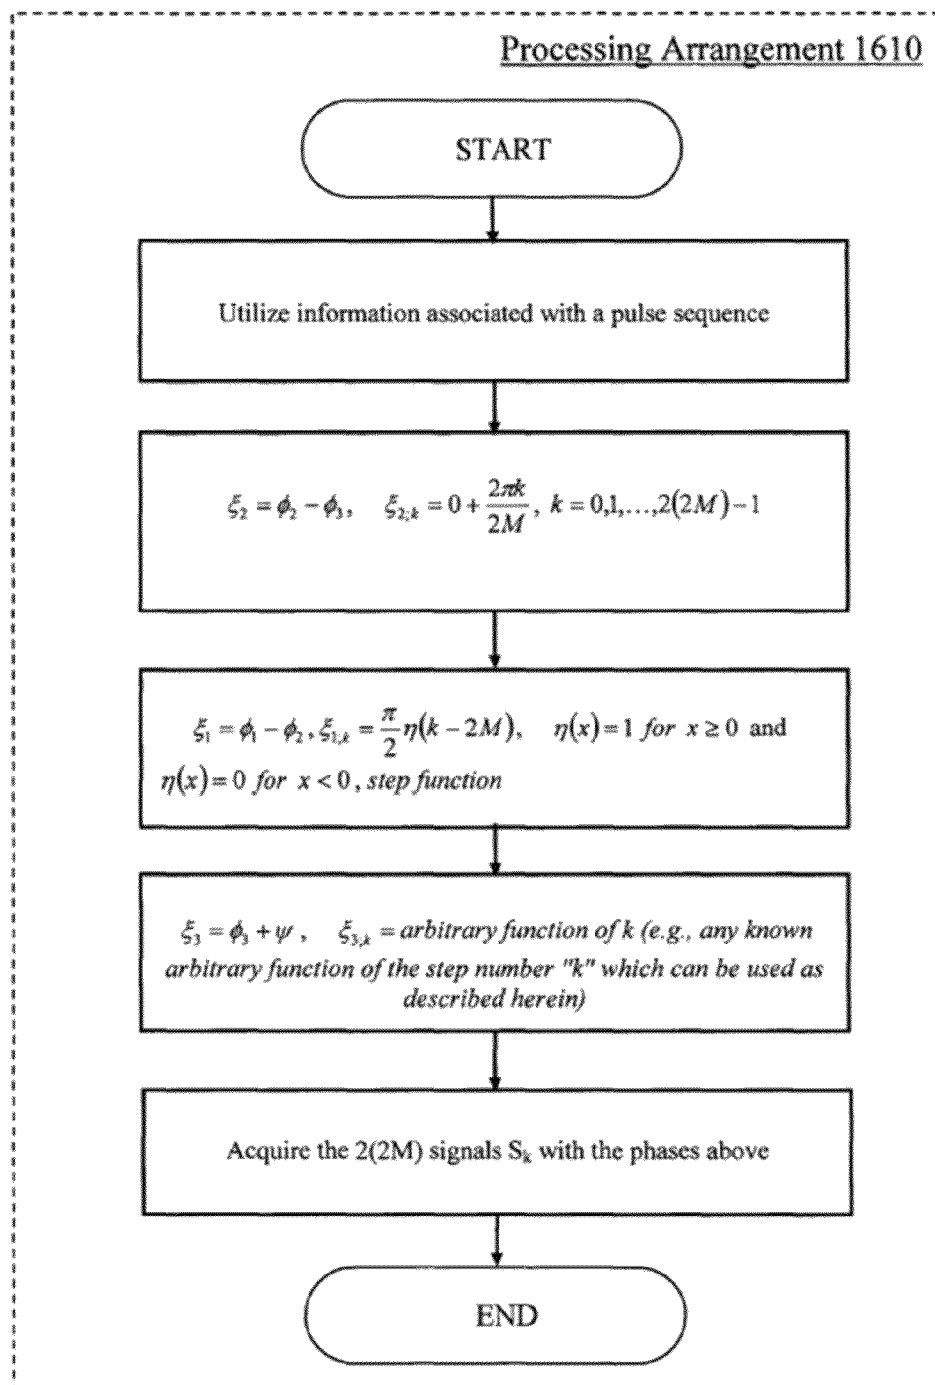 Processing Arrangement 1610
START
Utilize information associated with a pulse sequence
ξ₂ = ϕ₂ − ϕ₃, ξ₂,ₖ = 0 + 2πk/2M, k = 0,1,…,2(2M)−1
ξ₁ = ϕ₁ − ϕ₂, ξ₁,ₖ = π/2 η(k − 2M), η(x) = 1 for x ≥ 0 and
η(x) = 0 for x < 0, step function
ξ₃ = ϕ₃ + ψ, ξ₃,ₖ = arbitrary function of k (e.g., any known
arbitrary function of the step number "k" which can be used as
described herein)
Acquire the 2(2M) signals Sₖ with the phases above
END